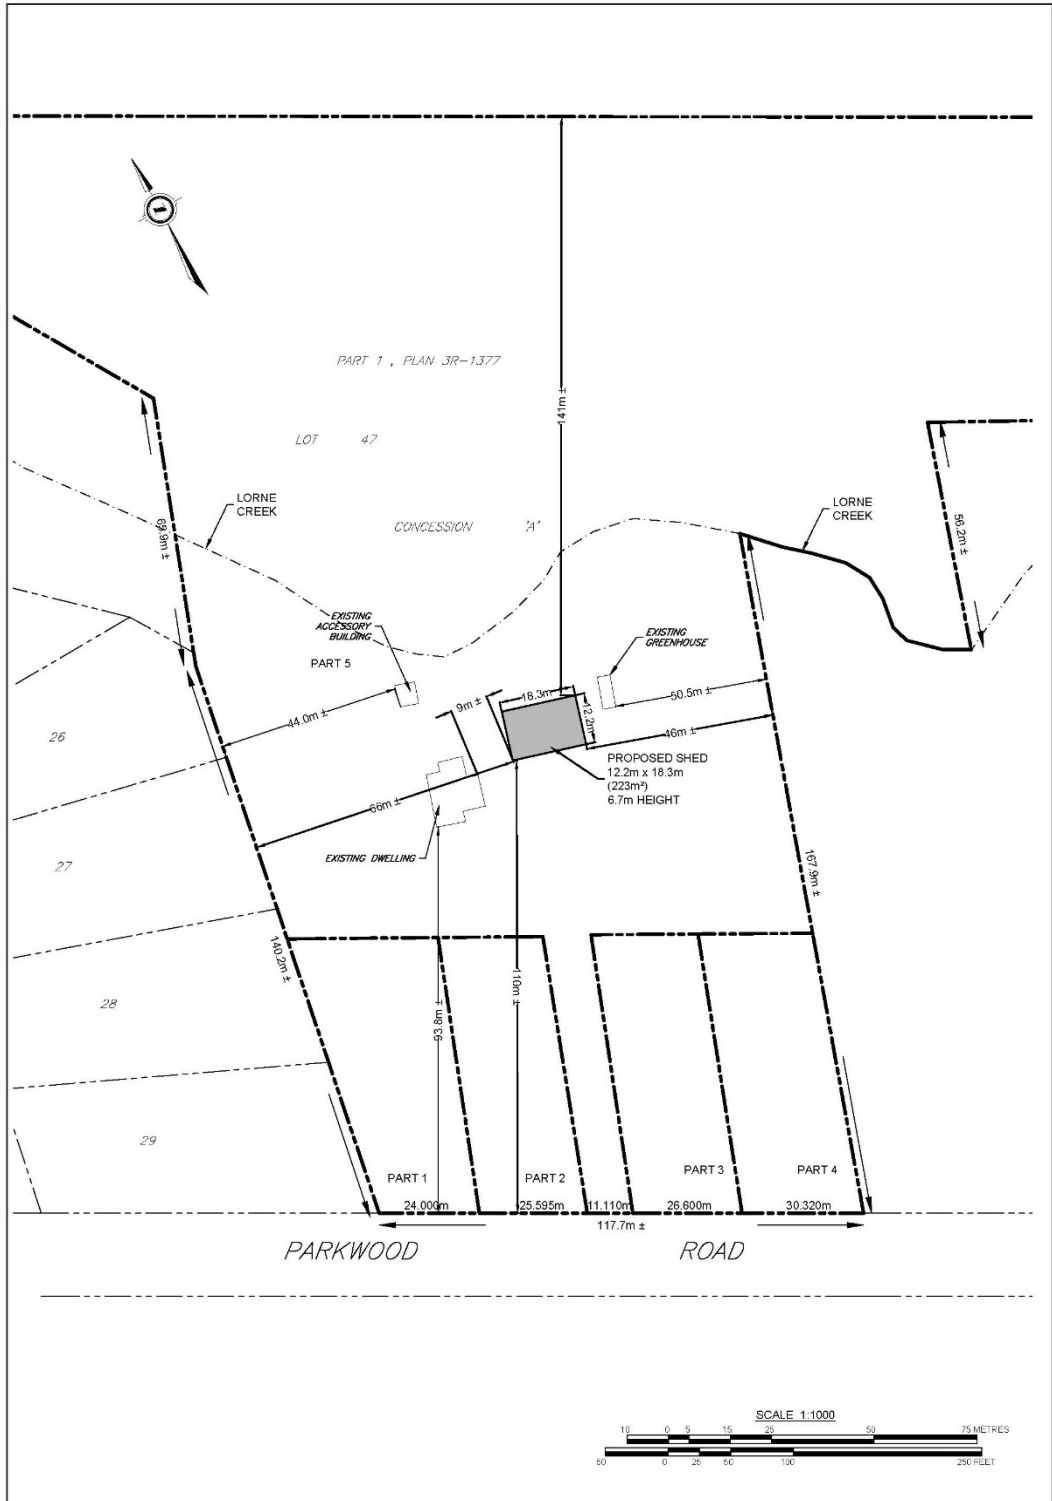 PART 1 , PLAN 3R-1377
141m ±
LOT 47
LORNE
CREEK
LORNE
CREEK
CONCESSION 'A'
69.9m ±
56.2m ±
EXISTING
ACCESSORY
BUILDING
EXISTING
GREENHOUSE
PART 5
18.3m
50.5m ±
9m ±
12.2m
44.0m ±
46m ±
26
PROPOSED SHED
12.2m x 18.3m
(223m²)
6.7m HEIGHT
66m ±
EXISTING DWELLING
27
167.9m ±
140.2m ±
110m ±
28
93.8m ±
29
PART 1
PART 2
PART 3
PART 4
24.000m
25.595m
11.110m
26.600m
30.320m
117.7m ±
PARKWOOD ROAD
SCALE 1:1000
10 0 5 15 25 50 75 METRES
50 0 25 50 100 250 FEET